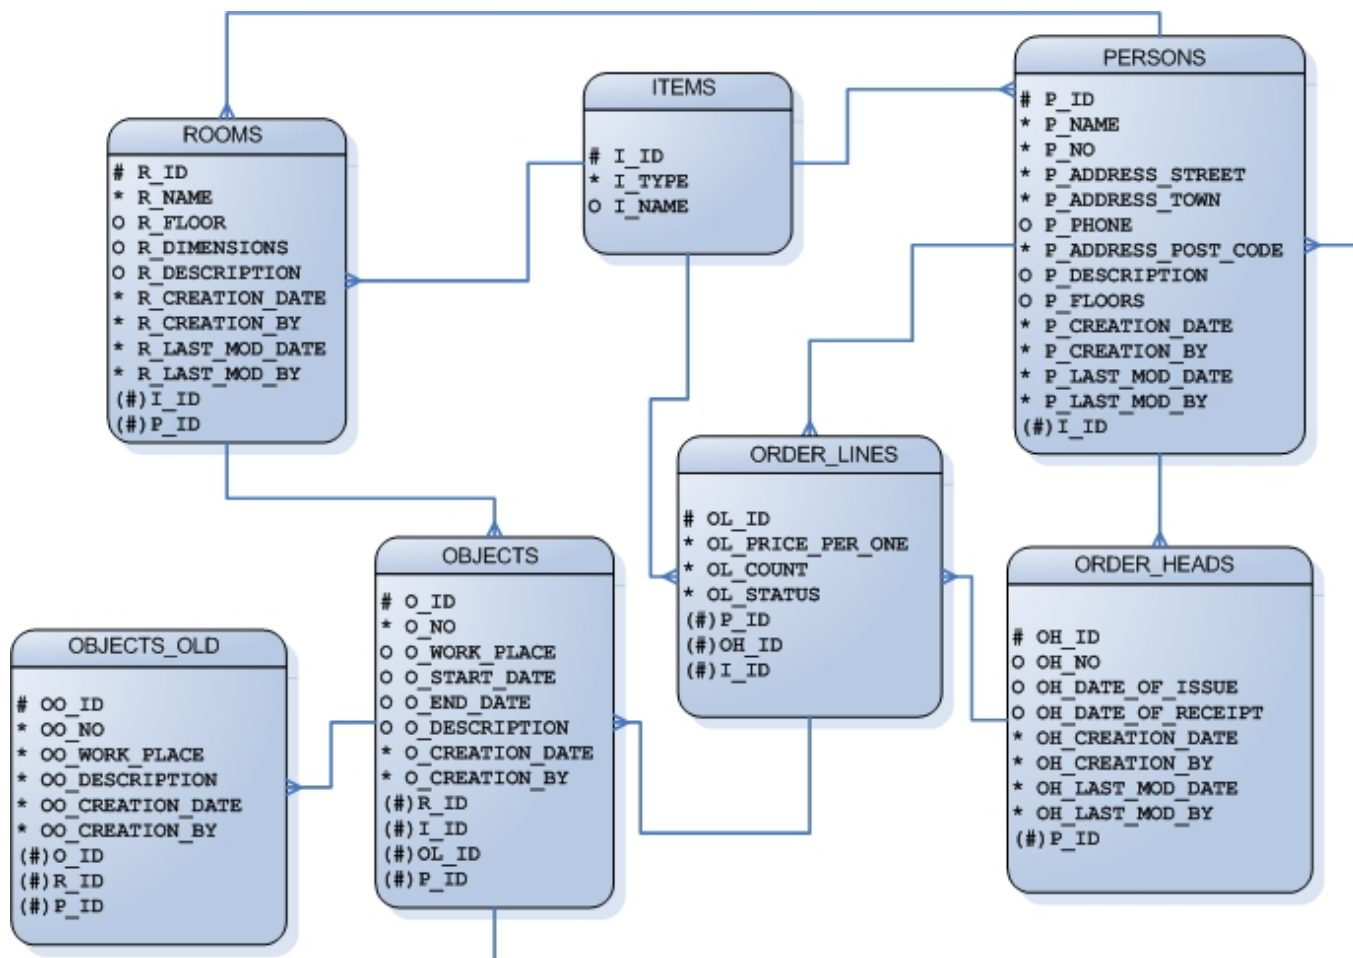 PERSONS
# P_ID
* P_NAME
* P_NO
* P_ADDRESS_STREET
* P_ADDRESS_TOWN
O P_PHONE
* P_ADDRESS_POST_CODE
O P_DESCRIPTION
O P_FLOORS
* P_CREATION_DATE
* P_CREATION_BY
* P_LAST_MOD_DATE
* P_LAST_MOD_BY
(#)I_ID
ITEMS
# I_ID
* I_TYPE
O I_NAME
ROOMS
# R_ID
* R_NAME
O R_FLOOR
O R_DIMENSIONS
O R_DESCRIPTION
* R_CREATION_DATE
* R_CREATION_BY
* R_LAST_MOD_DATE
* R_LAST_MOD_BY
(#)I_ID
(#)P_ID
ORDER_LINES
# OL_ID
* OL_PRICE_PER_ONE
* OL_COUNT
* OL_STATUS
(#)P_ID
(#)OH_ID
(#)I_ID
OBJECTS
# O_ID
* O_NO
O O_WORK_PLACE
O O_START_DATE
O O_END_DATE
O O_DESCRIPTION
* O_CREATION_DATE
* O_CREATION_BY
(#)R_ID
(#)I_ID
(#)OL_ID
(#)P_ID
ORDER_HEADS
# OH_ID
O OH_NO
O OH_DATE_OF_ISSUE
O OH_DATE_OF_RECEIPT
* OH_CREATION_DATE
* OH_CREATION_BY
* OH_LAST_MOD_DATE
* OH_LAST_MOD_BY
(#)P_ID
OBJECTS_OLD
# OO_ID
* OO_NO
* OO_WORK_PLACE
* OO_DESCRIPTION
* OO_CREATION_DATE
* OO_CREATION_BY
(#)O_ID
(#)R_ID
(#)P_ID